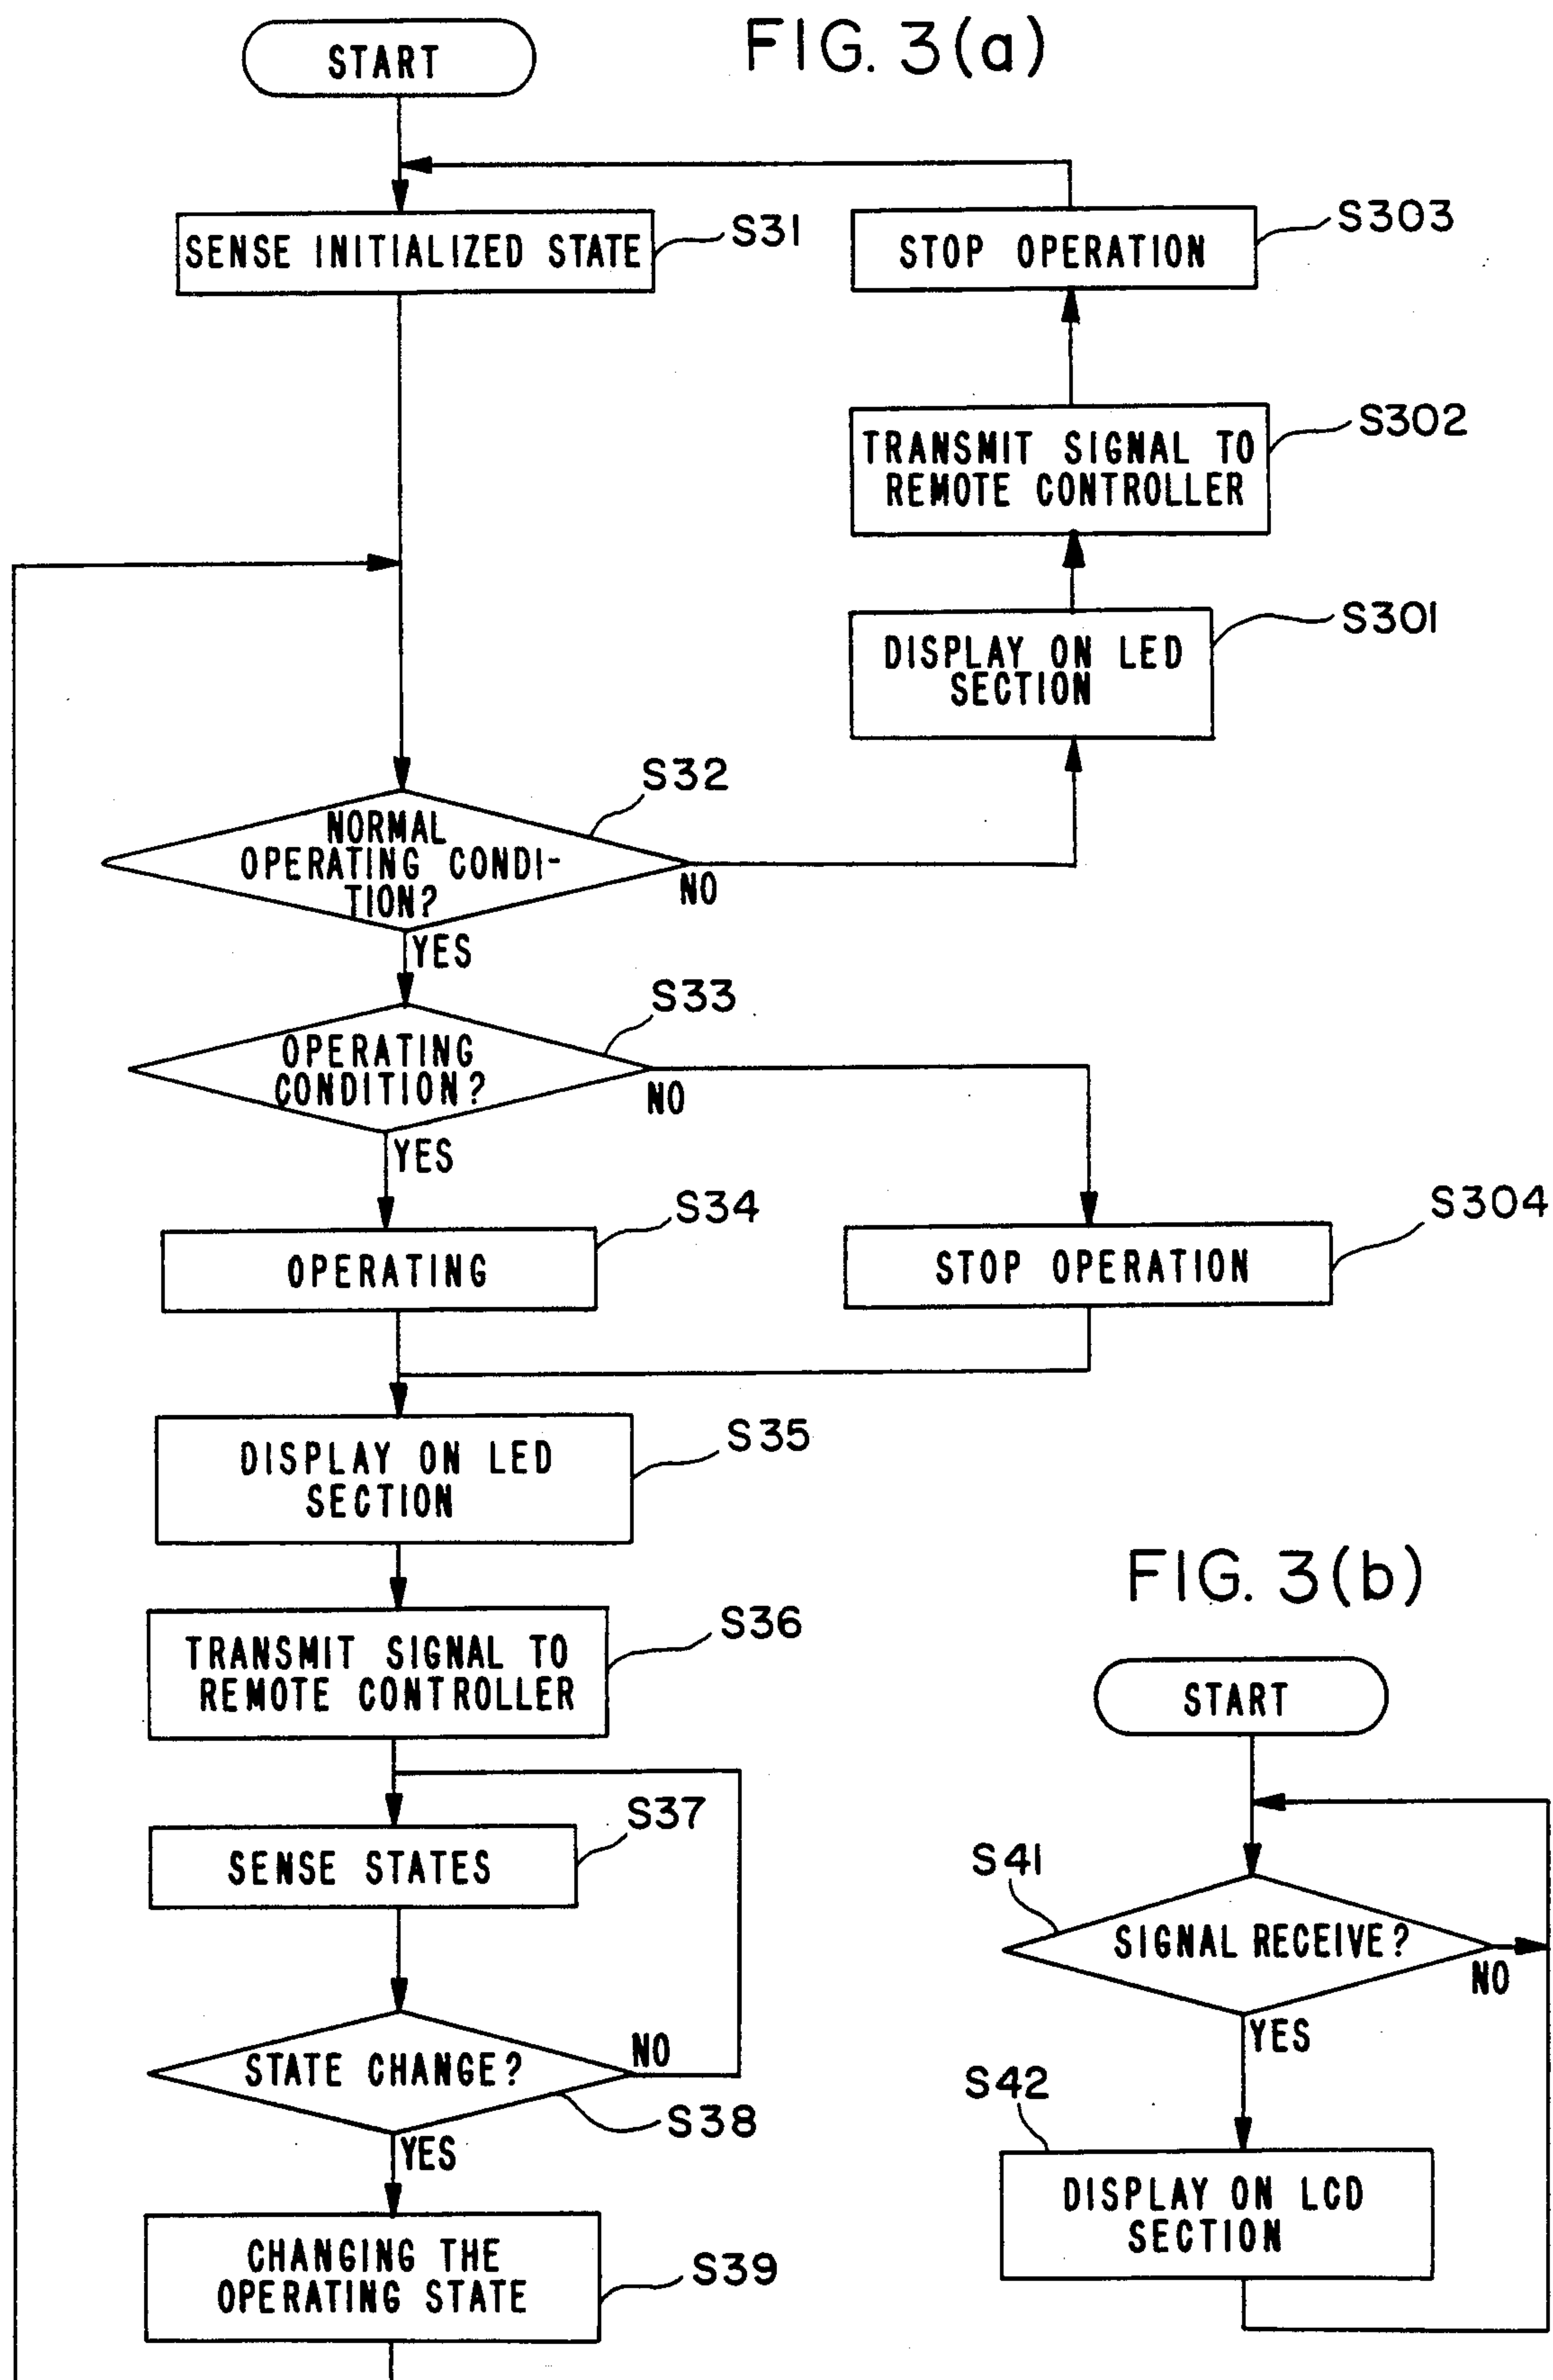 FIG. 3(a)
START
SENSE INITIALIZED STATE
S31
STOP OPERATION
S303
TRANSMIT SIGNAL TO
REMOTE CONTROLLER
S302
DISPLAY ON LED
SECTION
S301
S32
NORMAL
OPERATING CONDI-
TION?
NO
YES
S33
OPERATING
CONDITION?
NO
YES
S34
OPERATING
S304
STOP OPERATION
S35
DISPLAY ON LED
SECTION
S36
TRANSMIT SIGNAL TO
REMOTE CONTROLLER
S37
SENSE STATES
STATE CHANGE?
NO
S38
YES
CHANGING THE
OPERATING STATE
S39
FIG. 3(b)
START
S41
SIGNAL RECEIVE?
NO
YES
S42
DISPLAY ON LCD
SECTION